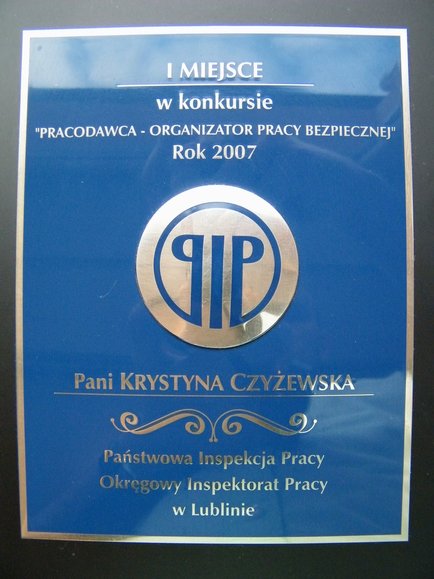 I MIEJSCE
w konkursie
"PRACODAWCA - ORGANIZATOR PRACY BEZPIECZNEJ"
Rok 2007
PIP
Pani KRYSTYNA CZYŻEWSKA
Państwowa Inspekcja Pracy
Okręgowy Inspektorat Pracy
w Lublinie